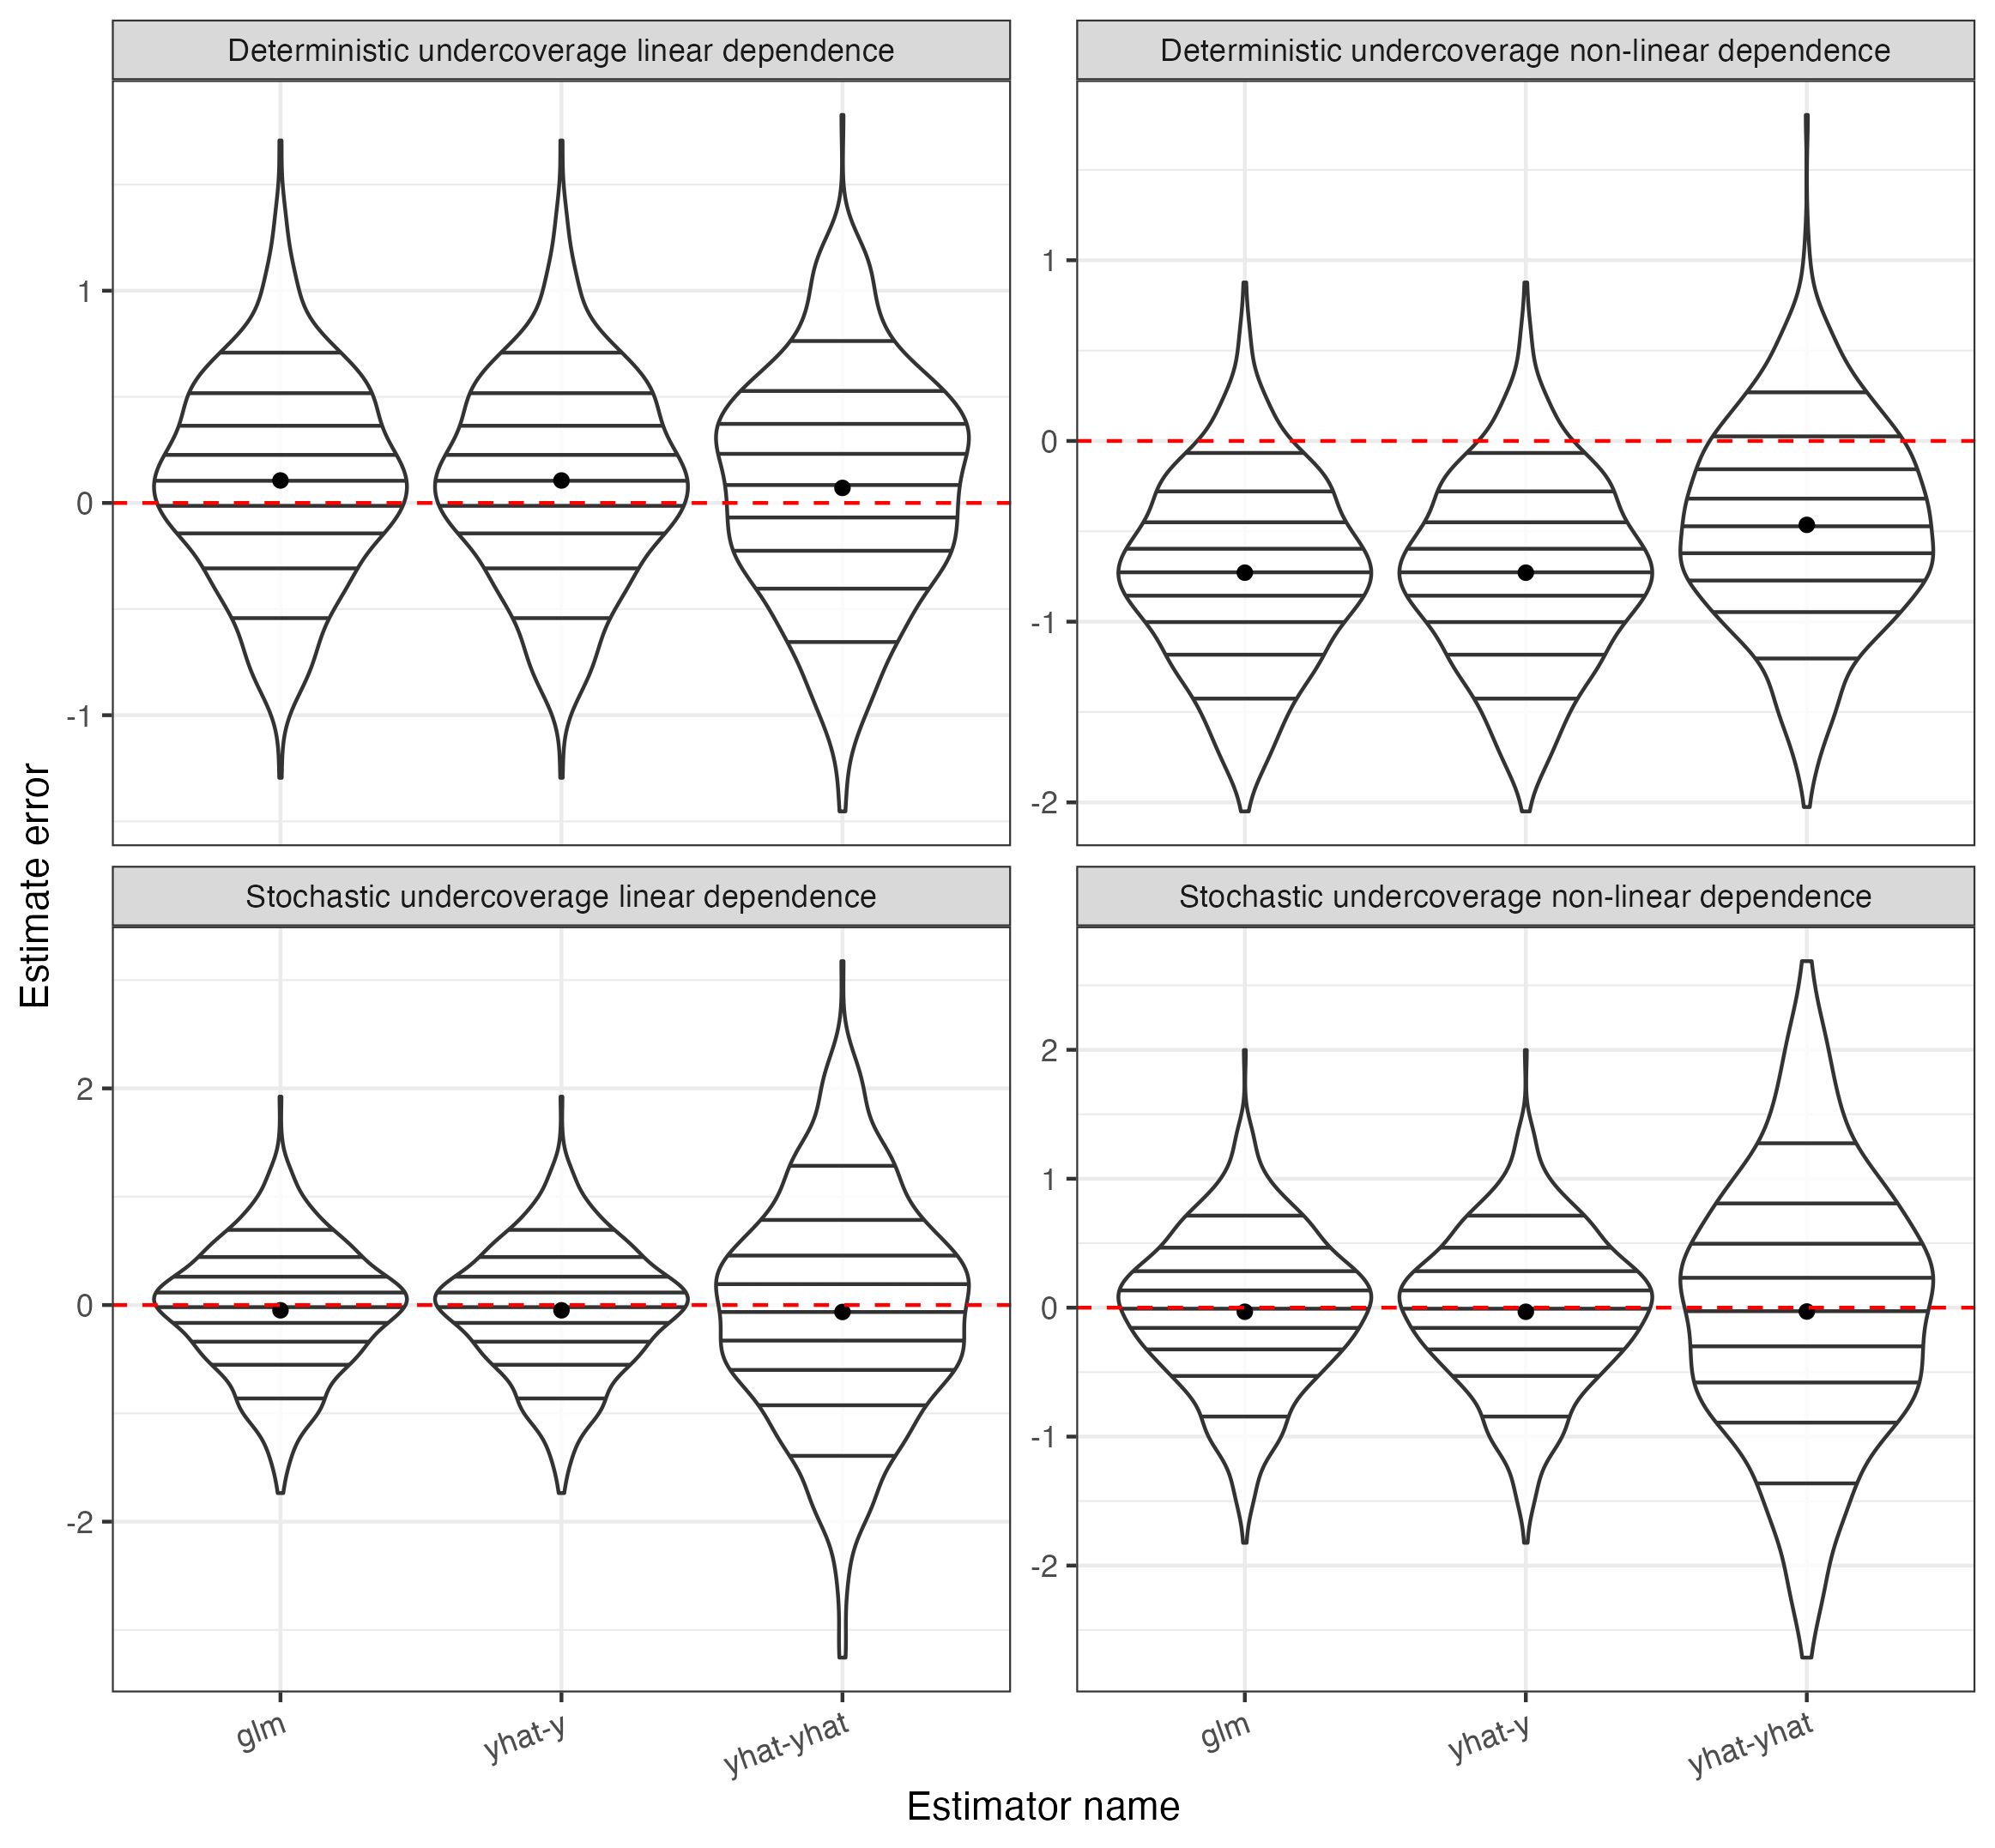 Deterministic undercoverage linear dependence
Deterministic undercoverage non-linear dependence
1
0
-1
1
0
-1
-2
Estimate error
Stochastic undercoverage linear dependence
Stochastic undercoverage non-linear dependence
2
0
-2
2
1
0
-1
-2
glm
yhat-y
yhat-yhat
glm
yhat-y
yhat-yhat
Estimator name